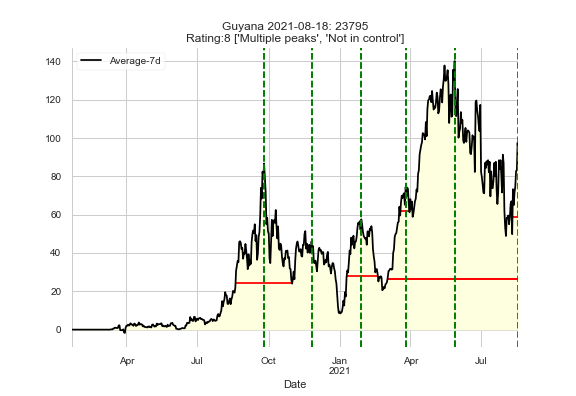 Guyana 2021-08-18: 23795
Rating:8 ['Multiple peaks', 'Not in control']
Average-7d
140
120
100
80
60
40
20
0
Apr
Jul
Oct
Jan
2021
Apr
Jul
Date